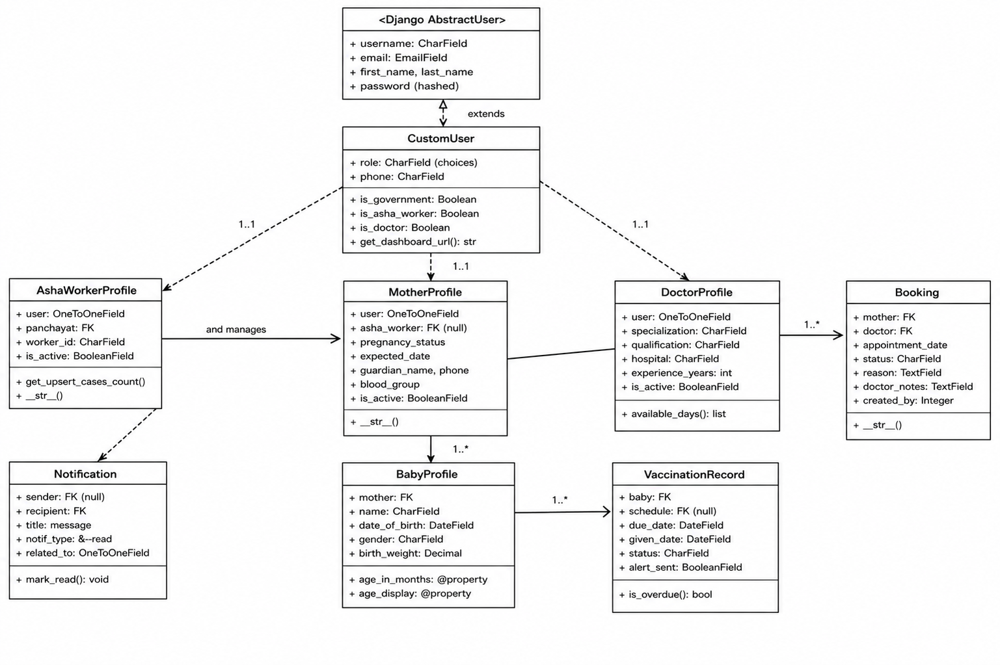 <Django AbstractUser>
+ username: CharField
+ email: EmailField
+ first_name, last_name
+ password (hashed)
extends
CustomUser
+ role: CharField (choices)
+ phone: CharField
+ is_government: Boolean
+ is_asha_worker: Boolean
+ is_doctor: Boolean
+ get_dashboard_url(): str
1..1
1..1
1..1
AshaWorkerProfile
+ user: OneToOneField
+ panchayat: FK
+ worker_id: CharField
+ is_active: BooleanField
+ get_upsert_cases_count()
+ __str__()
and manages
MotherProfile
+ user: OneToOneField
+ asha_worker: FK (null)
+ pregnancy_status
+ expected_date
+ guardian_name, phone
+ blood_group
+ is_active: BooleanField
+ __str__()
DoctorProfile
+ user: OneToOneField
+ specialization: CharField
+ qualification: CharField
+ hospital: CharField
+ experience_years: int
+ is_active: BooleanField
+ available_days(): list
1..*
Booking
+ mother: FK
+ doctor: FK
+ appointment_date
+ status: CharField
+ reason: TextField
+ doctor_notes: TextField
+ created_by: Integer
+ __str__()
1..*
Notification
+ sender: FK (null)
+ recipient: FK
+ title: message
+ notif_type: &--read
+ related_to: OneToOneField
+ mark_read(): void
BabyProfile
+ mother: FK
+ name: CharField
+ date_of_birth: DateField
+ gender: CharField
+ birth_weight: Decimal
+ age_in_months: @property
+ age_display: @property
1..*
VaccinationRecord
+ baby: FK
+ schedule: FK (null)
+ due_date: DateField
+ given_date: DateField
+ status: CharField
+ alert_sent: BooleanField
+ is_overdue(): bool